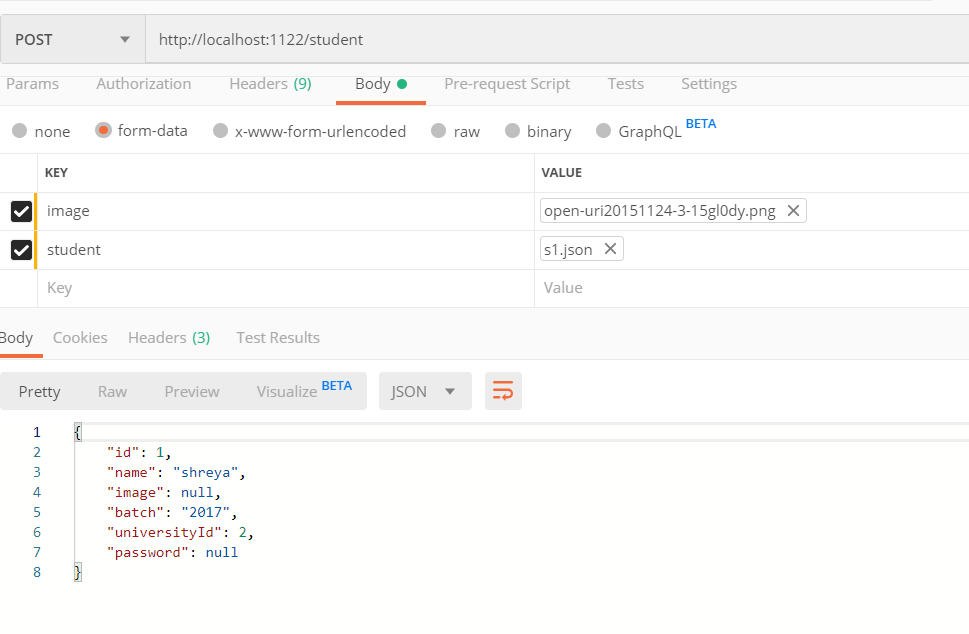 POST http://localhost:1122/student
Params Authorization Headers (9) Body Pre-request Script Tests Settings
none form-data x-www-form-urlencoded raw binary GraphQL BETA
KEY VALUE
image open-uri20151124-3-15gl0dy.png
student s1.json
Key Value
Body Cookies Headers (3) Test Results
Pretty Raw Preview Visualize BETA JSON
1 {
2 "id": 1,
3 "name": "shreya",
4 "image": null,
5 "batch": "2017",
6 "universityId": 2,
7 "password": null
8 }